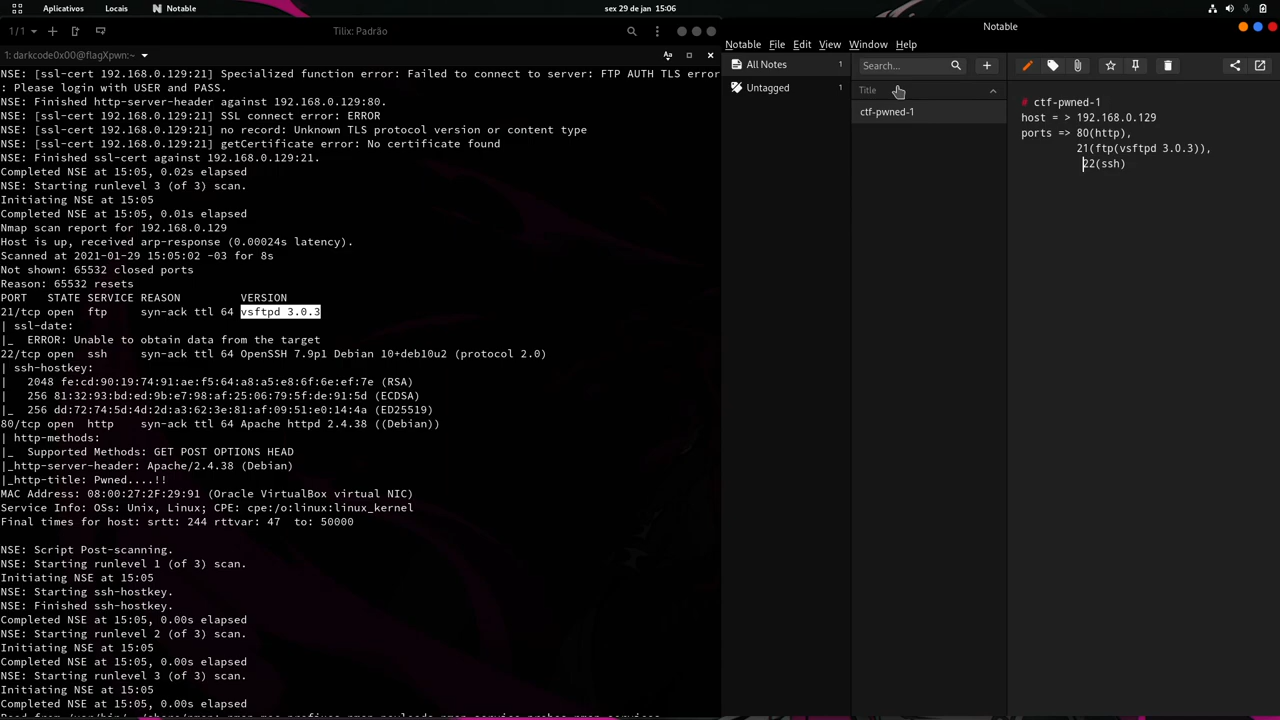 Aplicativos Locais Notable sex 29 de jan 15:06
1/1 Tilix: Padrão
1: darkcode0x00@flagXpwn:~
NSE: [ssl-cert 192.168.0.129:21] Specialized function error: Failed to connect to server: FTP AUTH TLS error
: Please login with USER and PASS.
NSE: Finished http-server-header against 192.168.0.129:80.
NSE: [ssl-cert 192.168.0.129:21] SSL connect error: ERROR
NSE: [ssl-cert 192.168.0.129:21] no record: Unknown TLS protocol version or content type
NSE: [ssl-cert 192.168.0.129:21] getCertificate error: No certificate found
NSE: Finished ssl-cert against 192.168.0.129:21.
Completed NSE at 15:05, 0.02s elapsed
NSE: Starting runlevel 3 (of 3) scan.
Initiating NSE at 15:05
Completed NSE at 15:05, 0.01s elapsed
Nmap scan report for 192.168.0.129
Host is up, received arp-response (0.00024s latency).
Scanned at 2021-01-29 15:05:02 -03 for 8s
Not shown: 65532 closed ports
Reason: 65532 resets
PORT STATE SERVICE REASON VERSION
21/tcp open ftp syn-ack ttl 64 vsftpd 3.0.3
| ssl-date:
|_ ERROR: Unable to obtain data from the target
22/tcp open ssh syn-ack ttl 64 OpenSSH 7.9p1 Debian 10+deb10u2 (protocol 2.0)
| ssh-hostkey:
| 2048 fe:cd:90:19:74:91:ae:f5:64:a8:a5:e8:6f:6e:ef:7e (RSA)
| 256 81:32:93:bd:ed:9b:e7:98:af:25:06:79:5f:de:91:5d (ECDSA)
|_ 256 dd:72:74:5d:4d:2d:a3:62:3e:81:af:09:51:e0:14:4a (ED25519)
80/tcp open http syn-ack ttl 64 Apache httpd 2.4.38 ((Debian))
| http-methods:
|_ Supported Methods: GET POST OPTIONS HEAD
|_http-server-header: Apache/2.4.38 (Debian)
|_http-title: Pwned....!!
MAC Address: 08:00:27:2F:29:91 (Oracle VirtualBox virtual NIC)
Service Info: OSs: Unix, Linux; CPE: cpe:/o:linux:linux_kernel
Final times for host: srtt: 244 rttvar: 47 to: 50000
NSE: Script Post-scanning.
NSE: Starting runlevel 1 (of 3) scan.
Initiating NSE at 15:05
NSE: Starting ssh-hostkey.
NSE: Finished ssh-hostkey.
Completed NSE at 15:05, 0.00s elapsed
NSE: Starting runlevel 2 (of 3) scan.
Initiating NSE at 15:05
Completed NSE at 15:05, 0.00s elapsed
NSE: Starting runlevel 3 (of 3) scan.
Initiating NSE at 15:05
Completed NSE at 15:05, 0.00s elapsed
Notable
Notable File Edit View Window Help
All Notes 1
Untagged 1
Search...
Title
ctf-pwned-1
# ctf-pwned-1
host = > 192.168.0.129
ports => 80(http),
21(ftp(vsftpd 3.0.3)),
22(ssh)